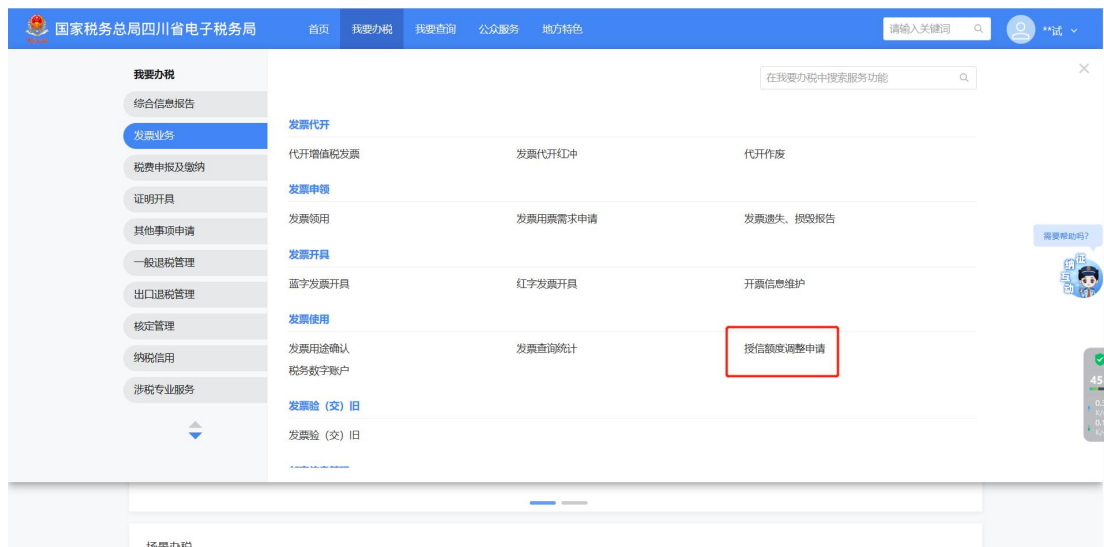 国家税务总局四川省电子税务局 首页 我要办税 我要查询 公众服务 地方特色 请输入关键词 **试
我要办税 在我要办税中搜索服务功能
综合信息报告
发票业务
税费申报及缴纳
证明开具
其他事项申请
一般退税管理
出口退税管理
核定管理
纳税信用
涉税专业服务
发票代开
代开增值税发票 发票代开红冲 代开作废
发票申领
发票领用 发票用票需求申请 发票遗失、损毁报告
发票开具
蓝字发票开具 红字发票开具 开票信息维护
发票使用
发票用途确认 发票查询统计 授信额度调整申请
税务数字账户
发票验（交）旧
发票验（交）旧
需要帮助吗?
征纳互动
45
场景办税